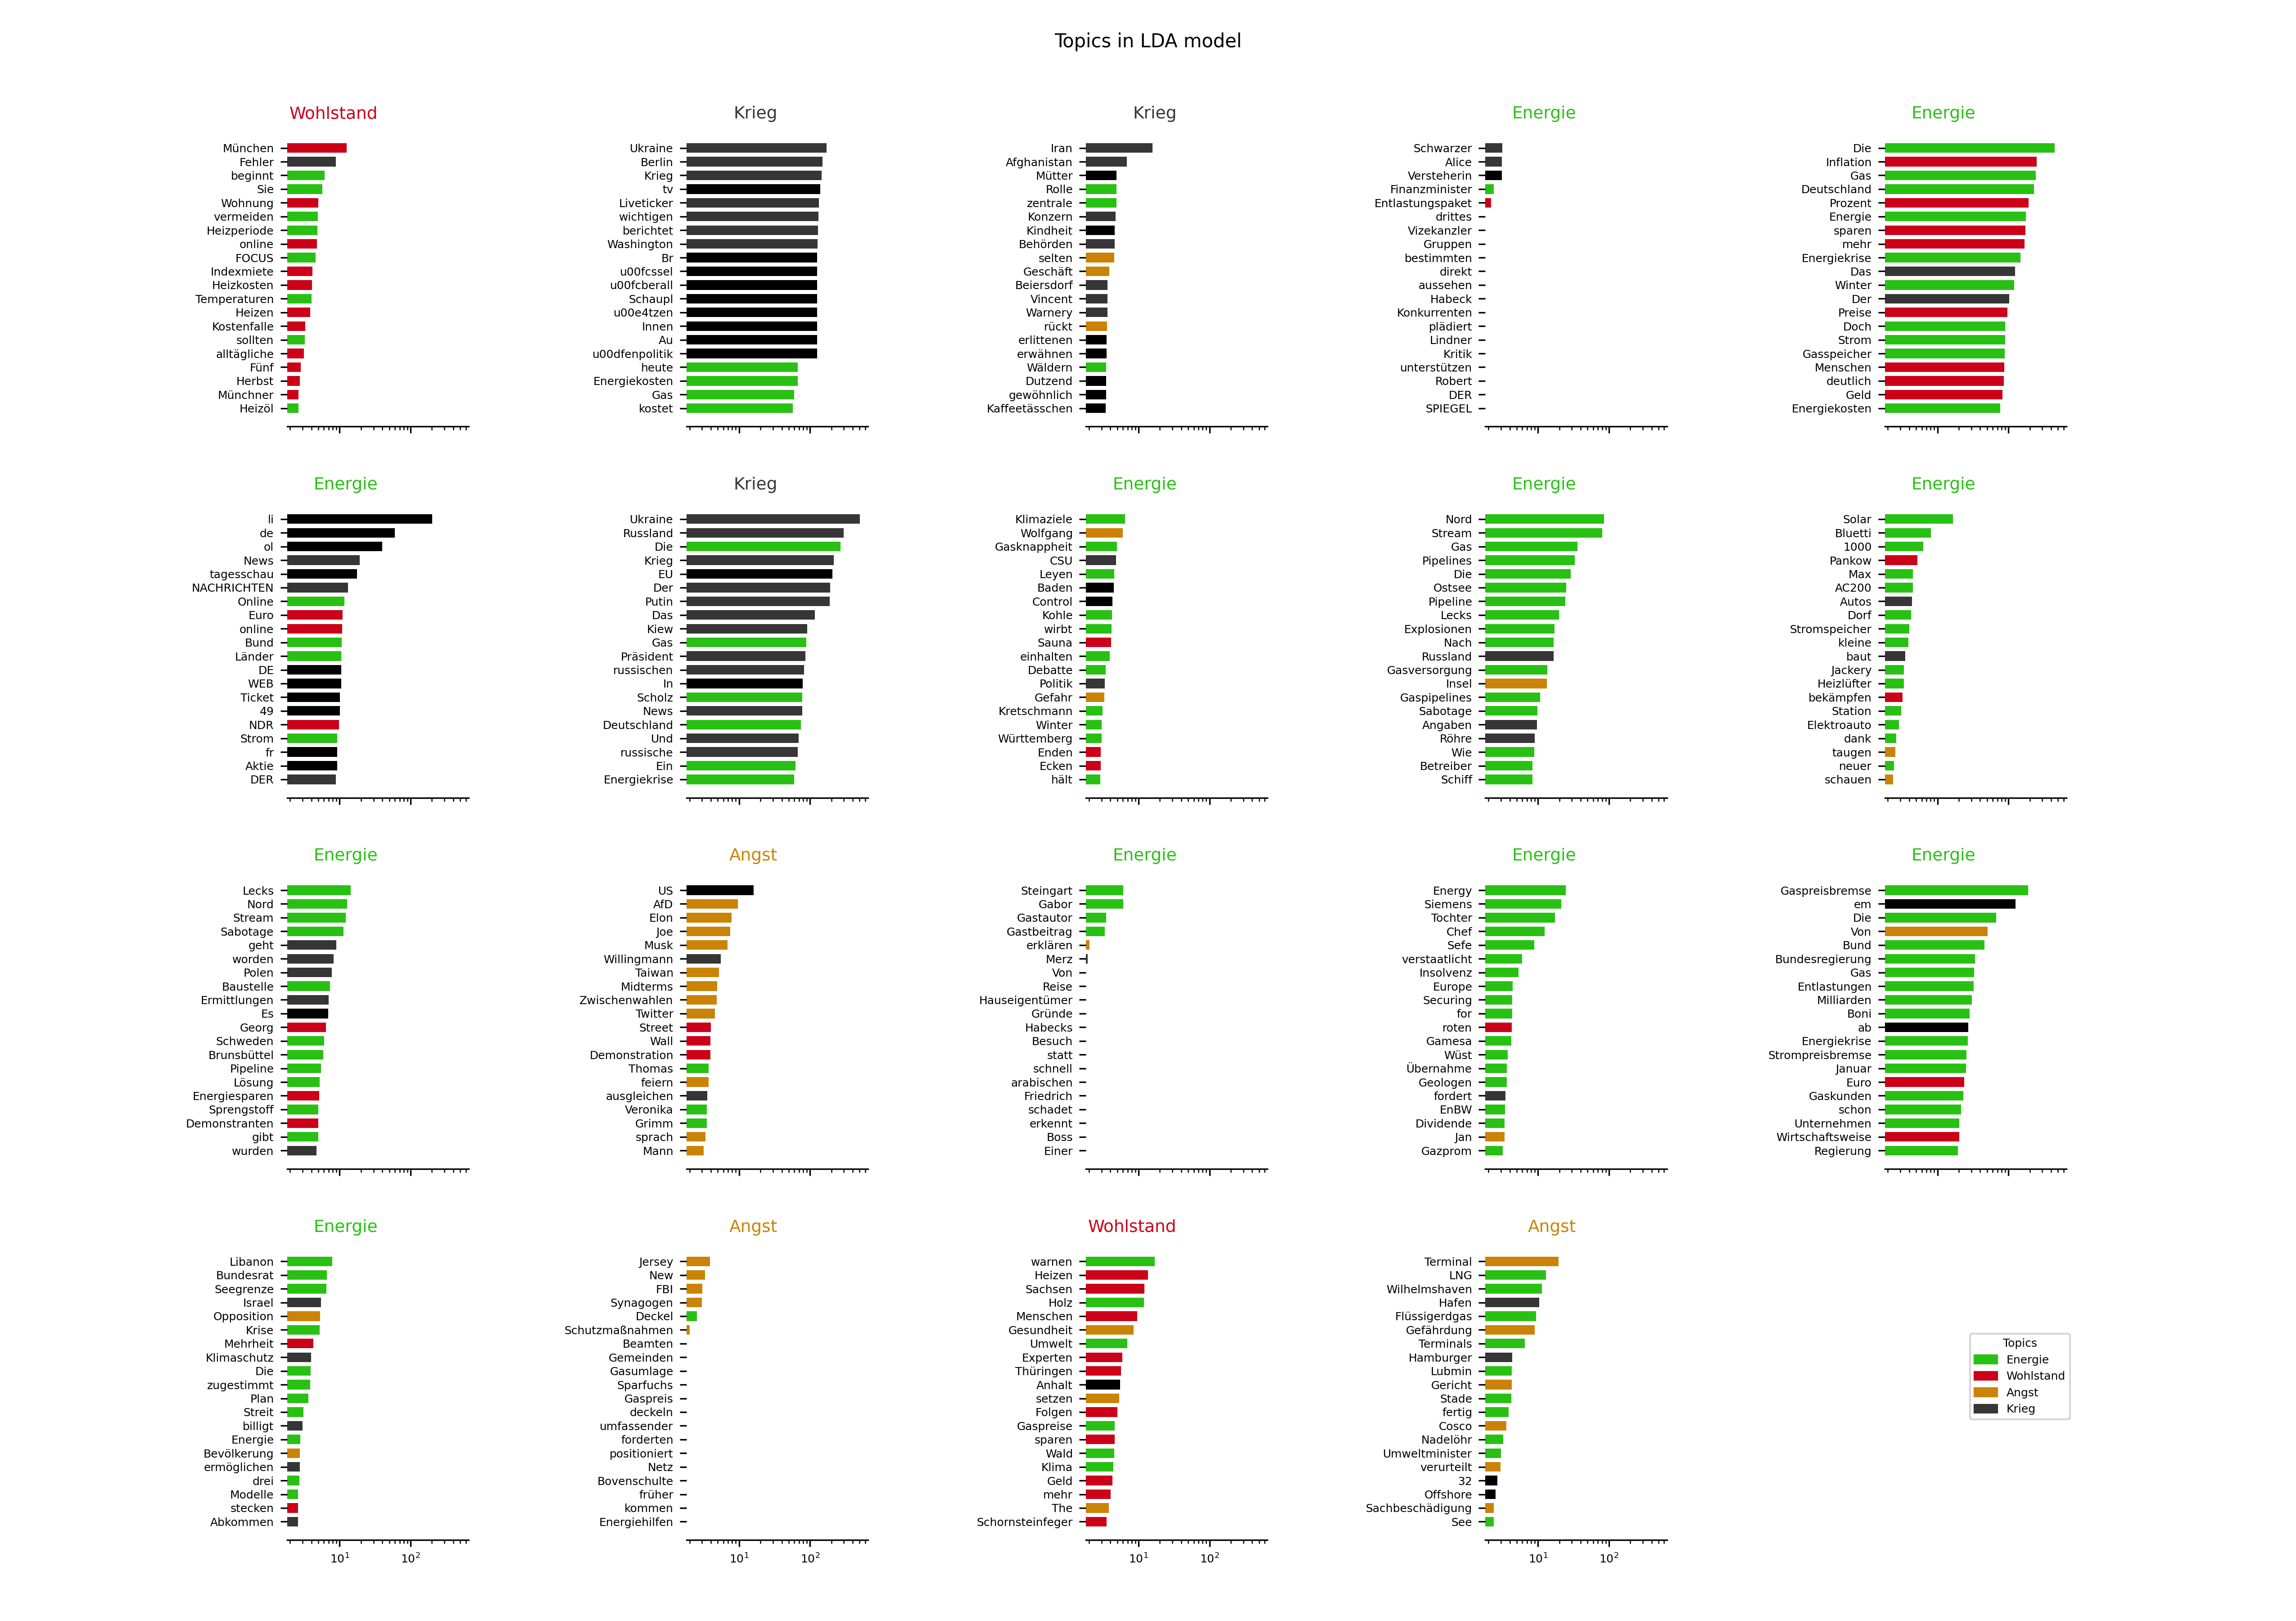 Topics in LDA model
Wohlstand
München
Fehler
beginnt
Sie
Wohnung
vermeiden
Heizperiode
online
FOCUS
Indexmiete
Heizkosten
Temperaturen
Heizen
Kostenfalle
sollten
alltägliche
Fünf
Herbst
Münchner
Heizöl
Krieg
Ukraine
Berlin
Krieg
tv
Liveticker
wichtigen
berichtet
Washington
Br
u00fcssel
u00fcberall
Schaupl
u00e4tzen
Innen
Au
u00dfenpolitik
heute
Energiekosten
Gas
kostet
Krieg
Iran
Afghanistan
Mütter
Rolle
zentrale
Konzern
Kindheit
Behörden
selten
Geschäft
Beiersdorf
Vincent
Warnery
rückt
erlittenen
erwähnen
Wäldern
Dutzend
gewöhnlich
Kaffeetässchen
Energie
Schwarzer
Alice
Versteherin
Finanzminister
Entlastungspaket
drittes
Vizekanzler
Gruppen
bestimmten
direkt
aussehen
Habeck
Konkurrenten
plädiert
Lindner
Kritik
unterstützen
Robert
DER
SPIEGEL
Energie
Die
Inflation
Gas
Deutschland
Prozent
Energie
sparen
mehr
Energiekrise
Das
Winter
Der
Preise
Doch
Strom
Gasspeicher
Menschen
deutlich
Geld
Energiekosten
Energie
li
de
ol
News
tagesschau
NACHRICHTEN
Online
Euro
online
Bund
Länder
DE
WEB
Ticket
49
NDR
Strom
fr
Aktie
DER
Krieg
Ukraine
Russland
Die
Krieg
EU
Der
Putin
Das
Kiew
Gas
Präsident
russischen
In
Scholz
News
Deutschland
Und
russische
Ein
Energiekrise
Energie
Klimaziele
Wolfgang
Gasknappheit
CSU
Leyen
Baden
Control
Kohle
wirbt
Sauna
einhalten
Debatte
Politik
Gefahr
Kretschmann
Winter
Württemberg
Enden
Ecken
hält
Energie
Nord
Stream
Gas
Pipelines
Die
Ostsee
Pipeline
Lecks
Explosionen
Nach
Russland
Gasversorgung
Insel
Gaspipelines
Sabotage
Angaben
Röhre
Wie
Betreiber
Schiff
Energie
Solar
Bluetti
1000
Pankow
Max
AC200
Autos
Dorf
Stromspeicher
kleine
baut
Jackery
Heizlüfter
bekämpfen
Station
Elektroauto
dank
taugen
neuer
schauen
Energie
Lecks
Nord
Stream
Sabotage
geht
worden
Polen
Baustelle
Ermittlungen
Es
Georg
Schweden
Brunsbüttel
Pipeline
Lösung
Energiesparen
Sprengstoff
Demonstranten
gibt
wurden
Angst
US
AfD
Elon
Joe
Musk
Willingmann
Taiwan
Midterms
Zwischenwahlen
Twitter
Street
Wall
Demonstration
Thomas
feiern
ausgleichen
Veronika
Grimm
sprach
Mann
Energie
Steingart
Gabor
Gastautor
Gastbeitrag
erklären
Merz
Von
Reise
Hauseigentümer
Gründe
Habecks
Besuch
statt
schnell
arabischen
Friedrich
schadet
erkennt
Boss
Einer
Energie
Energy
Siemens
Tochter
Chef
Sefe
verstaatlicht
Insolvenz
Europe
Securing
for
roten
Gamesa
Wüst
Übernahme
Geologen
fordert
EnBW
Dividende
Jan
Gazprom
Energie
Gaspreisbremse
em
Die
Von
Bund
Bundesregierung
Gas
Entlastungen
Milliarden
Boni
ab
Energiekrise
Strompreisbremse
Januar
Euro
Gaskunden
schon
Unternehmen
Wirtschaftsweise
Regierung
Energie
Libanon
Bundesrat
Seegrenze
Israel
Opposition
Krise
Mehrheit
Klimaschutz
Die
zugestimmt
Plan
Streit
billigt
Energie
Bevölkerung
ermöglichen
drei
Modelle
stecken
Abkommen
10^1 10^2
Angst
Jersey
New
FBI
Synagogen
Deckel
Schutzmaßnahmen
Beamten
Gemeinden
Gasumlage
Sparfuchs
Gaspreis
deckeln
umfassender
forderten
positioniert
Netz
Bovenschulte
früher
kommen
Energiehilfen
10^1 10^2
Wohlstand
warnen
Heizen
Sachsen
Holz
Menschen
Gesundheit
Umwelt
Experten
Thüringen
Anhalt
setzen
Folgen
Gaspreise
sparen
Wald
Klima
Geld
mehr
The
Schornsteinfeger
10^1 10^2
Angst
Terminal
LNG
Wilhelmshaven
Hafen
Flüssigerdgas
Gefährdung
Terminals
Hamburger
Lubmin
Gericht
Stade
fertig
Cosco
Nadelöhr
Umweltminister
verurteilt
32
Offshore
Sachbeschädigung
See
10^1 10^2
Topics
Energie
Wohlstand
Angst
Krieg